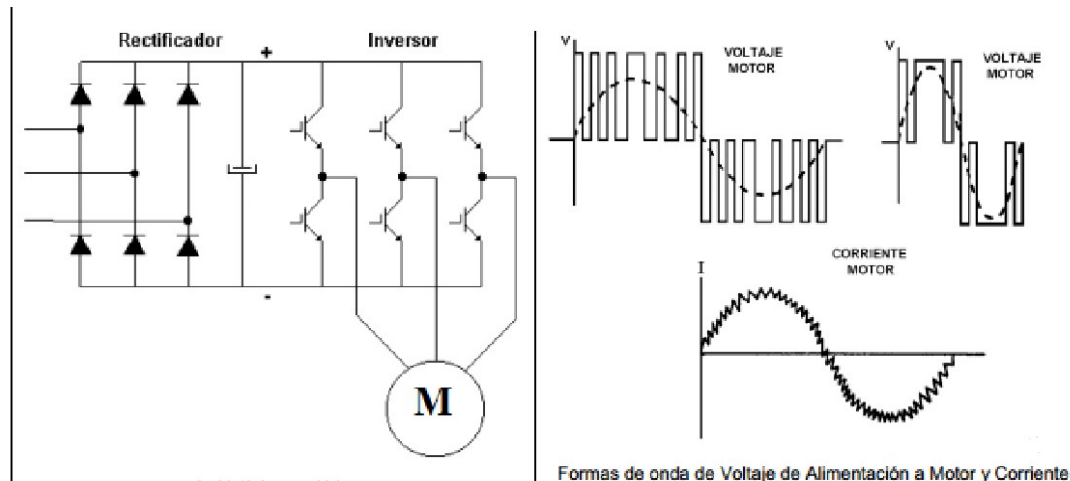 Rectificador
Inversor
+
-
M
V
VOLTAJE
MOTOR
V
VOLTAJE
MOTOR
CORRIENTE
MOTOR
I
Formas de onda de Voltaje de Alimentación a Motor y Corriente